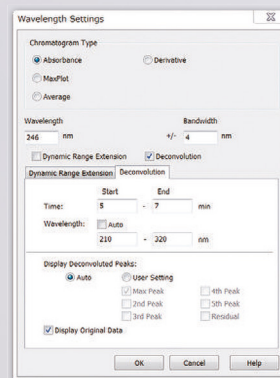 Wavelength Settings
Chromatogram Type
Absorbance Derivative
MaxPlot
Average
Wavelength Bandwidth
246 nm +/- 4 nm
Dynamic Range Extension Deconvolution
Dynamic Range Extension Deconvolution
Start End
Time: 5 - 7 min
Wavelength: Auto
210 - 320 nm
Display Deconvoluted Peaks:
Auto User Setting
Max Peak 4th Peak
2nd Peak 5th Peak
3rd Peak Residual
Display Original Data
OK Cancel Help